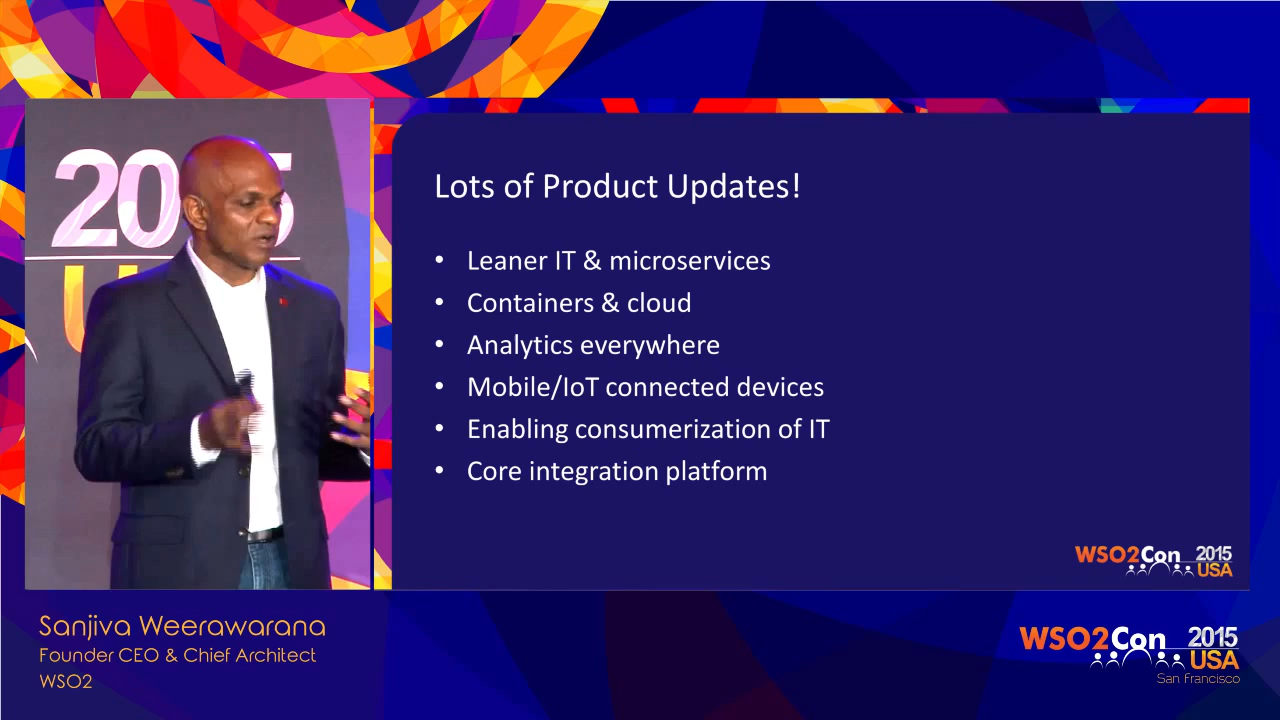 2015
U
Lots of Product Updates!
• Leaner IT & microservices
• Containers & cloud
• Analytics everywhere
• Mobile/IoT connected devices
• Enabling consumerization of IT
• Core integration platform
WSO2Con 2015
USA
Sanjiva Weerawarana
Founder CEO & Chief Architect
WSO2
WSO2Con 2015
USA
San Francisco